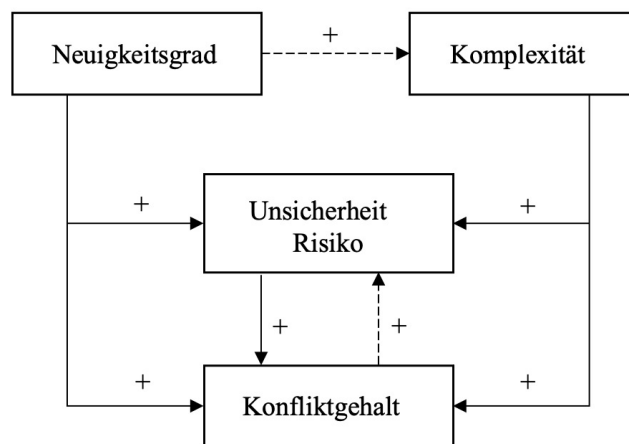 Neuigkeitsgrad
+
Komplexität
+
Unsicherheit
Risiko
+
+
+
+
Konfliktgehalt
+